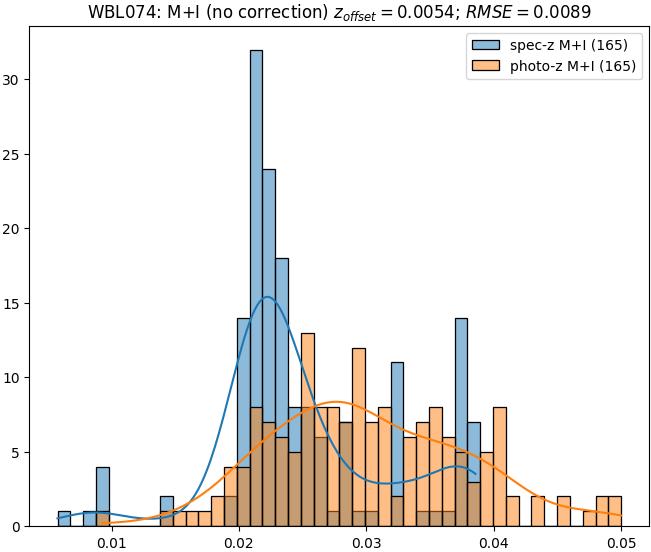 WBL074: M+I (no correction) z_offset = 0.0054; RMSE = 0.0089
spec-z M+I (165)
photo-z M+I (165)
30
25
20
15
10
5
0
0.01 0.02 0.03 0.04 0.05